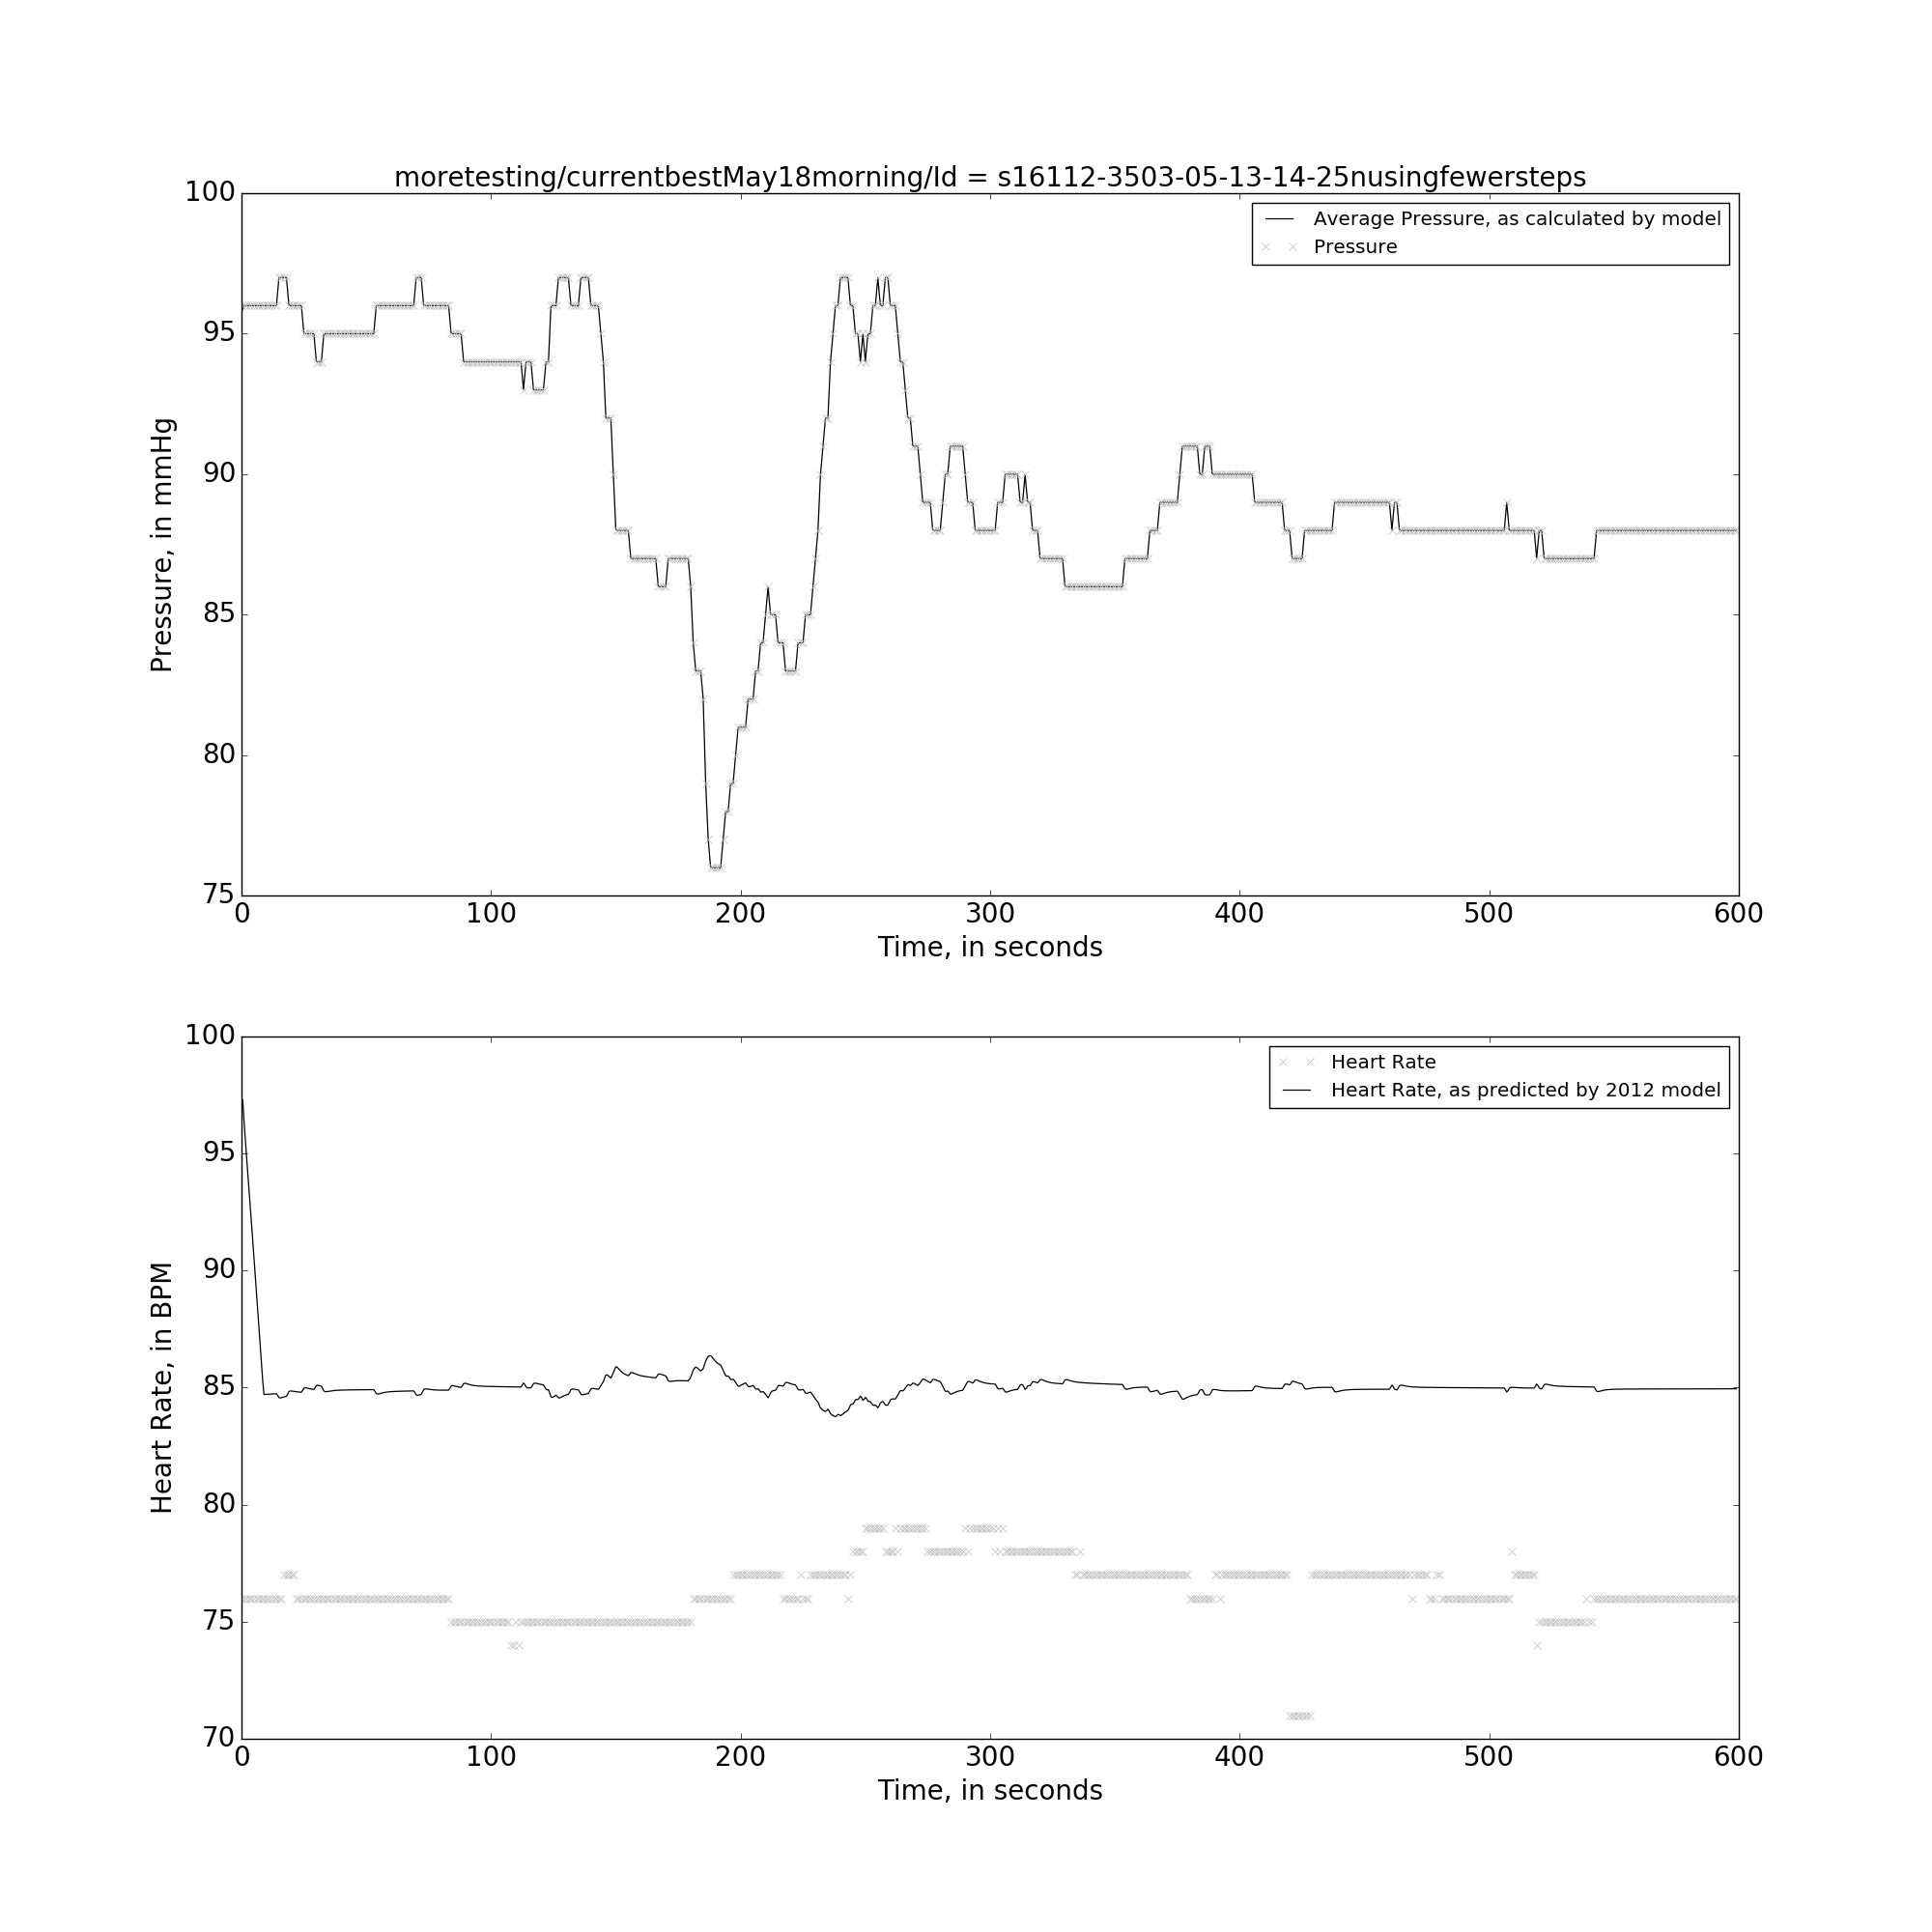 moretesting/currentbestMay18morning/Id = s16112-3503-05-13-14-25nusingfewersteps
100
95
90
85
80
75
Pressure, in mmHg
Average Pressure, as calculated by model
Pressure
0 100 200 300 400 500 600
Time, in seconds
100
95
90
85
80
75
70
Heart Rate, in BPM
Heart Rate
Heart Rate, as predicted by 2012 model
0 100 200 300 400 500 600
Time, in seconds